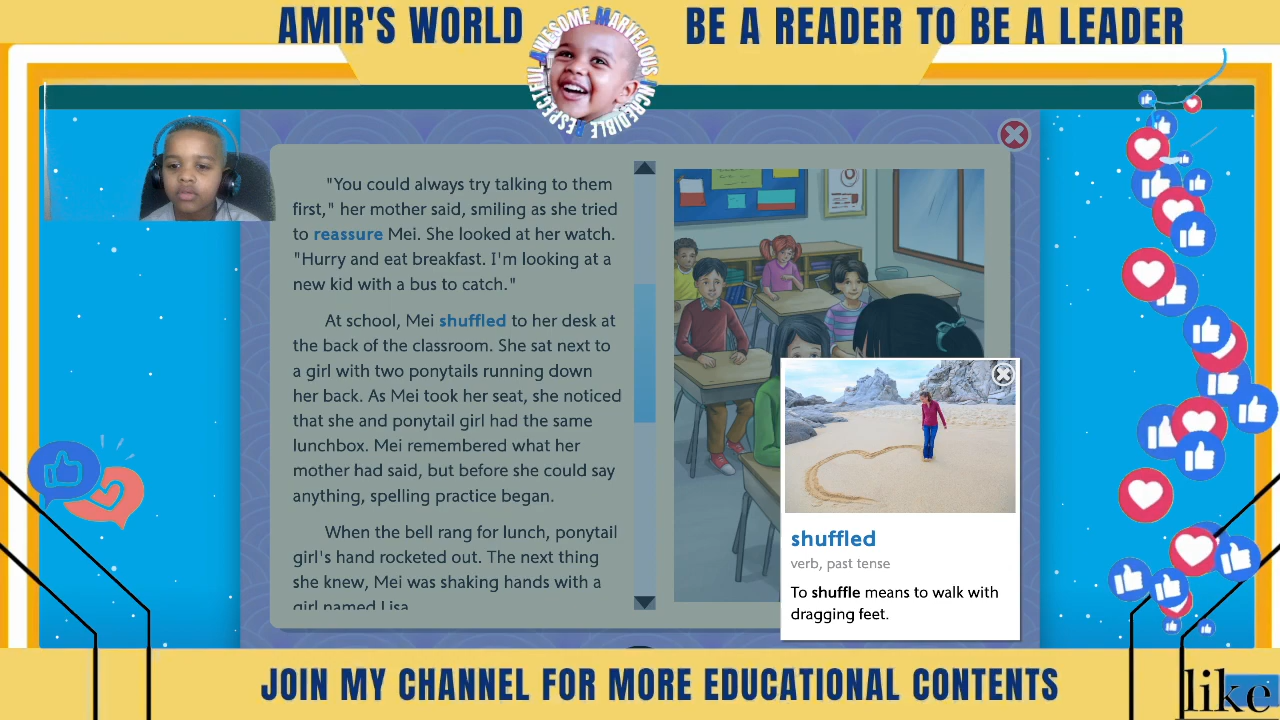 AMIR'S WORLD
BE A READER TO BE A LEADER
AWESOME MARVELOUS INCREDIBLE RESPECTFUL
"You could always try talking to them
first," her mother said, smiling as she tried
to reassure Mei. She looked at her watch.
"Hurry and eat breakfast. I'm looking at a
new kid with a bus to catch."
At school, Mei shuffled to her desk at
the back of the classroom. She sat next to
a girl with two ponytails running down
her back. As Mei took her seat, she noticed
that she and ponytail girl had the same
lunchbox. Mei remembered what her
mother had said, but before she could say
anything, spelling practice began.
When the bell rang for lunch, ponytail
girl's hand rocketed out. The next thing
she knew, Mei was shaking hands with a
girl named Lisa.
shuffled
verb, past tense
To shuffle means to walk with
dragging feet.
JOIN MY CHANNEL FOR MORE EDUCATIONAL CONTENTS
like